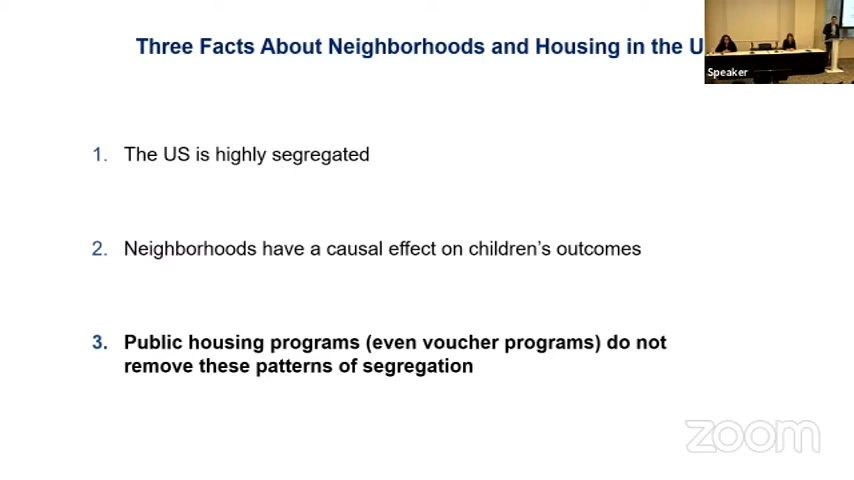 Three Facts About Neighborhoods and Housing in the U
Speaker
1. The US is highly segregated
2. Neighborhoods have a causal effect on children's outcomes
3. Public housing programs (even voucher programs) do not
remove these patterns of segregation
zoom